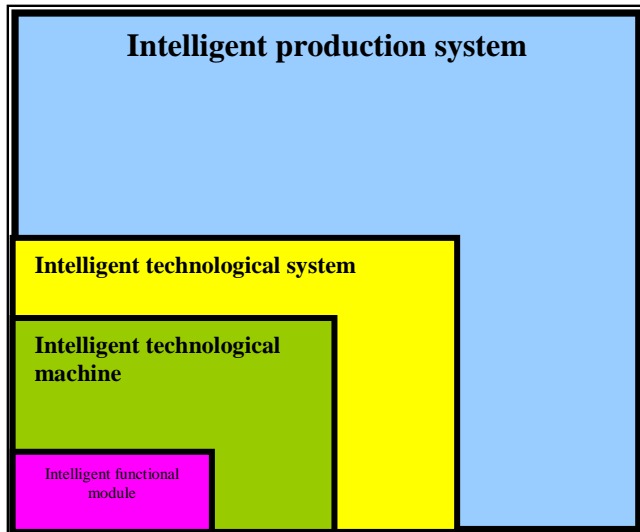 Intelligent production system
Intelligent technological system
Intelligent technological
machine
Intelligent functional
module